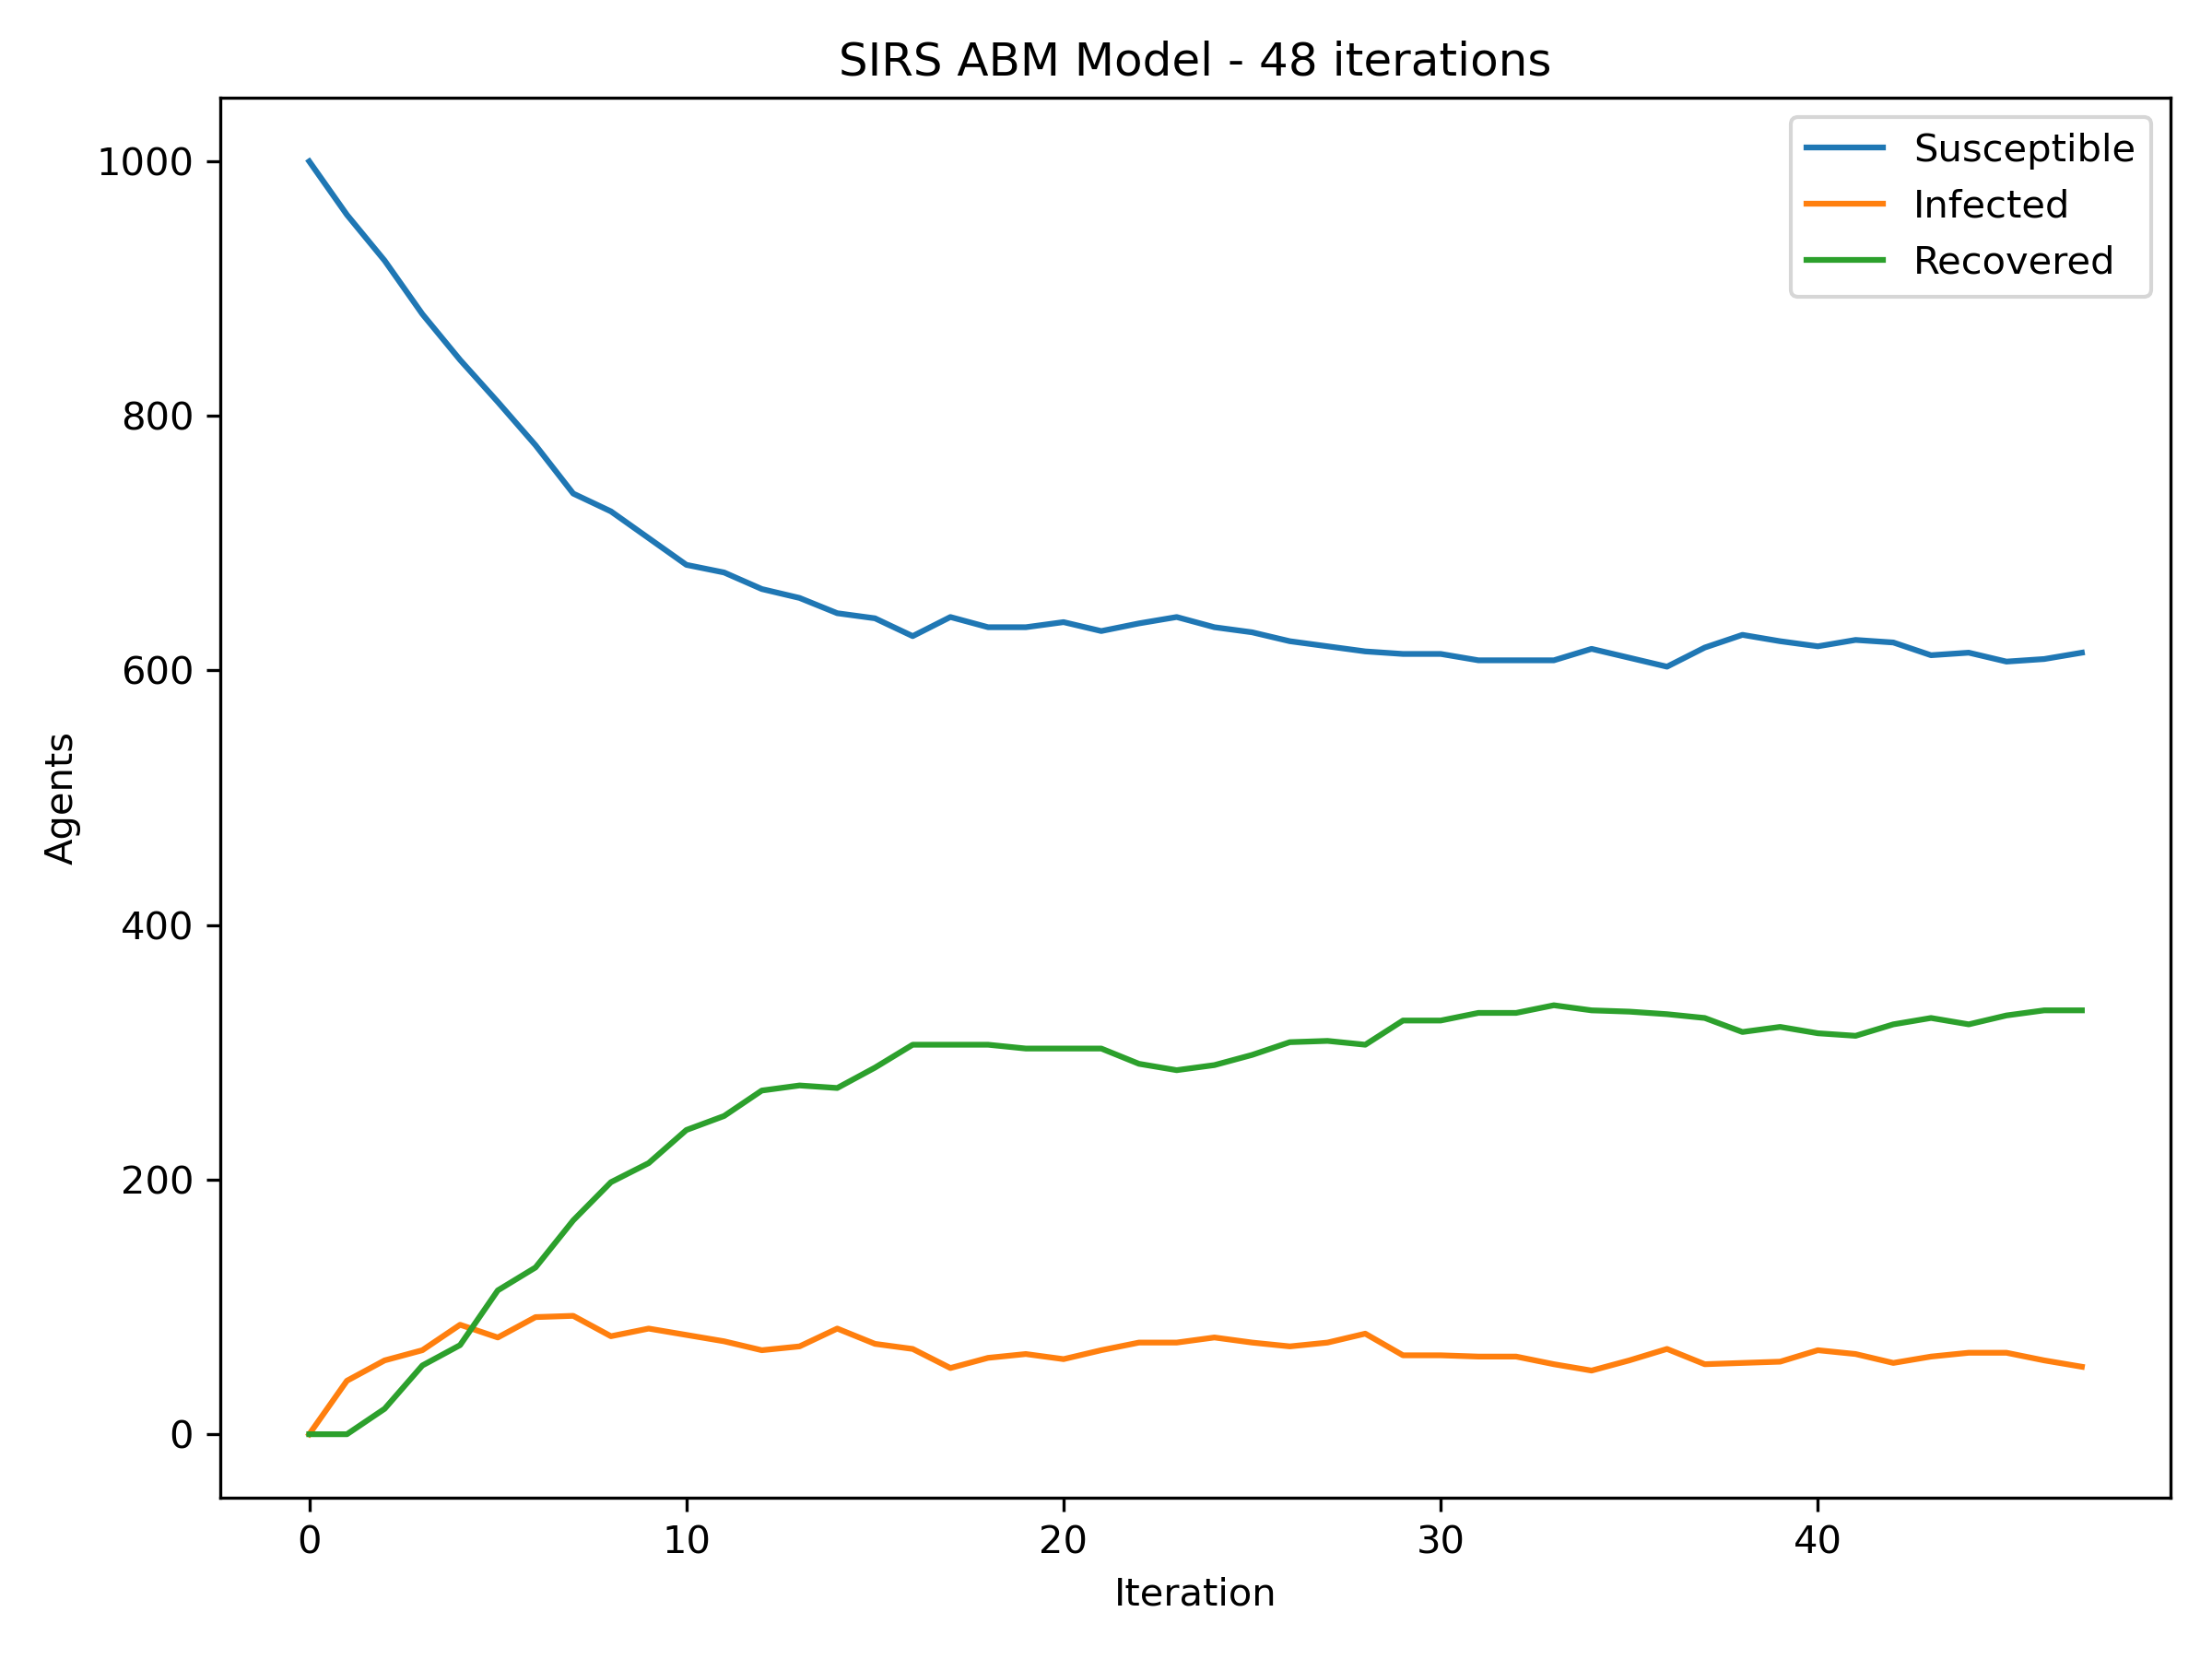 SIRS ABM Model - 48 iterations
Susceptible
Infected
Recovered
1000
800
600
400
200
0
Agents
0 10 20 30 40
Iteration